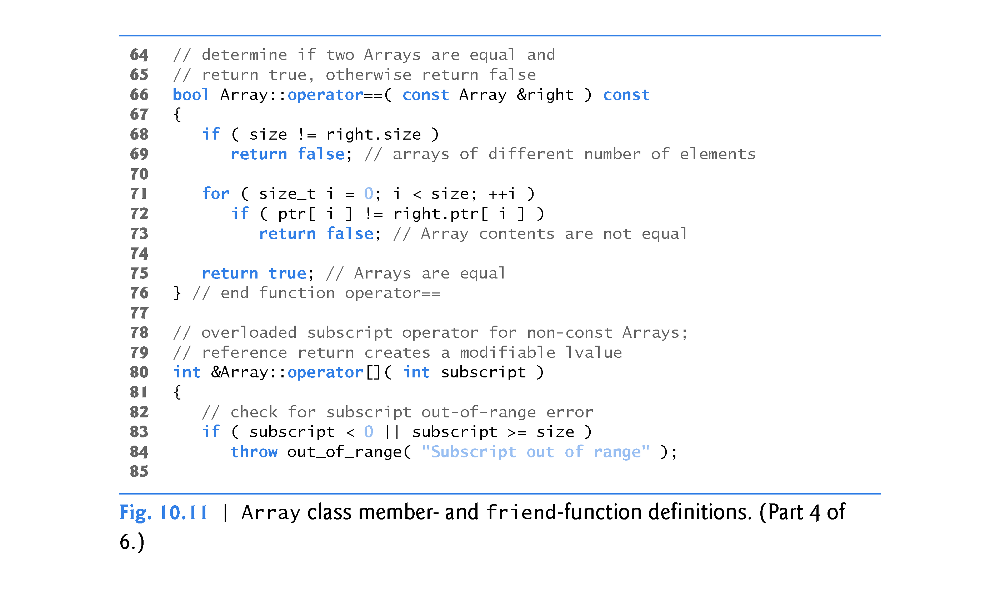 64 // determine if two Arrays are equal and
65 // return true, otherwise return false
66 bool Array::operator==( const Array &right ) const
67 {
68    if ( size != right.size )
69       return false; // arrays of different number of elements
70
71    for ( size_t i = 0; i < size; ++i )
72       if ( ptr[ i ] != right.ptr[ i ] )
73          return false; // Array contents are not equal
74
75    return true; // Arrays are equal
76 } // end function operator==
77
78 // overloaded subscript operator for non-const Arrays;
79 // reference return creates a modifiable lvalue
80 int &Array::operator[]( int subscript )
81 {
82    // check for subscript out-of-range error
83    if ( subscript < 0 || subscript >= size )
84       throw out_of_range( "Subscript out of range" );
85
Fig. 10.11 | Array class member- and friend-function definitions. (Part 4 of
6.)